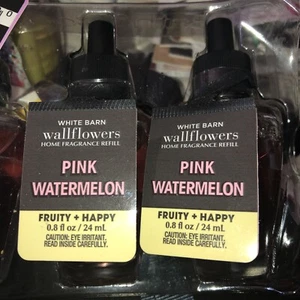 WHITE BARN
wallflowers
HOME FRAGRANCE REFILL
PINK
WATERMELON
FRUITY + HAPPY
0.8 fl oz / 24 mL
CAUTION: EYE IRRITANT.
READ INSIDE CAREFULLY.
WHITE BARN
wallflowers
HOME FRAGRANCE REFILL
PINK
WATERMELON
FRUITY + HAPPY
0.8 fl oz / 24 mL
CAUTION: EYE IRRITANT.
READ INSIDE CAREFULLY.